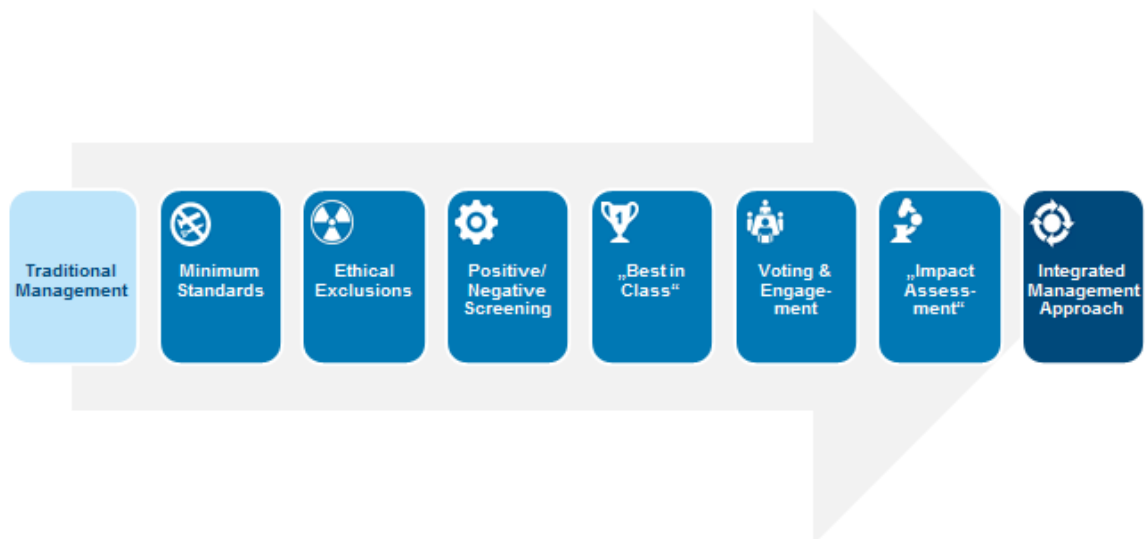 Traditional
Management
Minimum
Standards
Ethical
Exclusions
Positive/
Negative
Screening
1
„Best in
Class“
Voting &
Engage-
ment
„Impact
Assess-
ment“
Integrated
Management
Approach